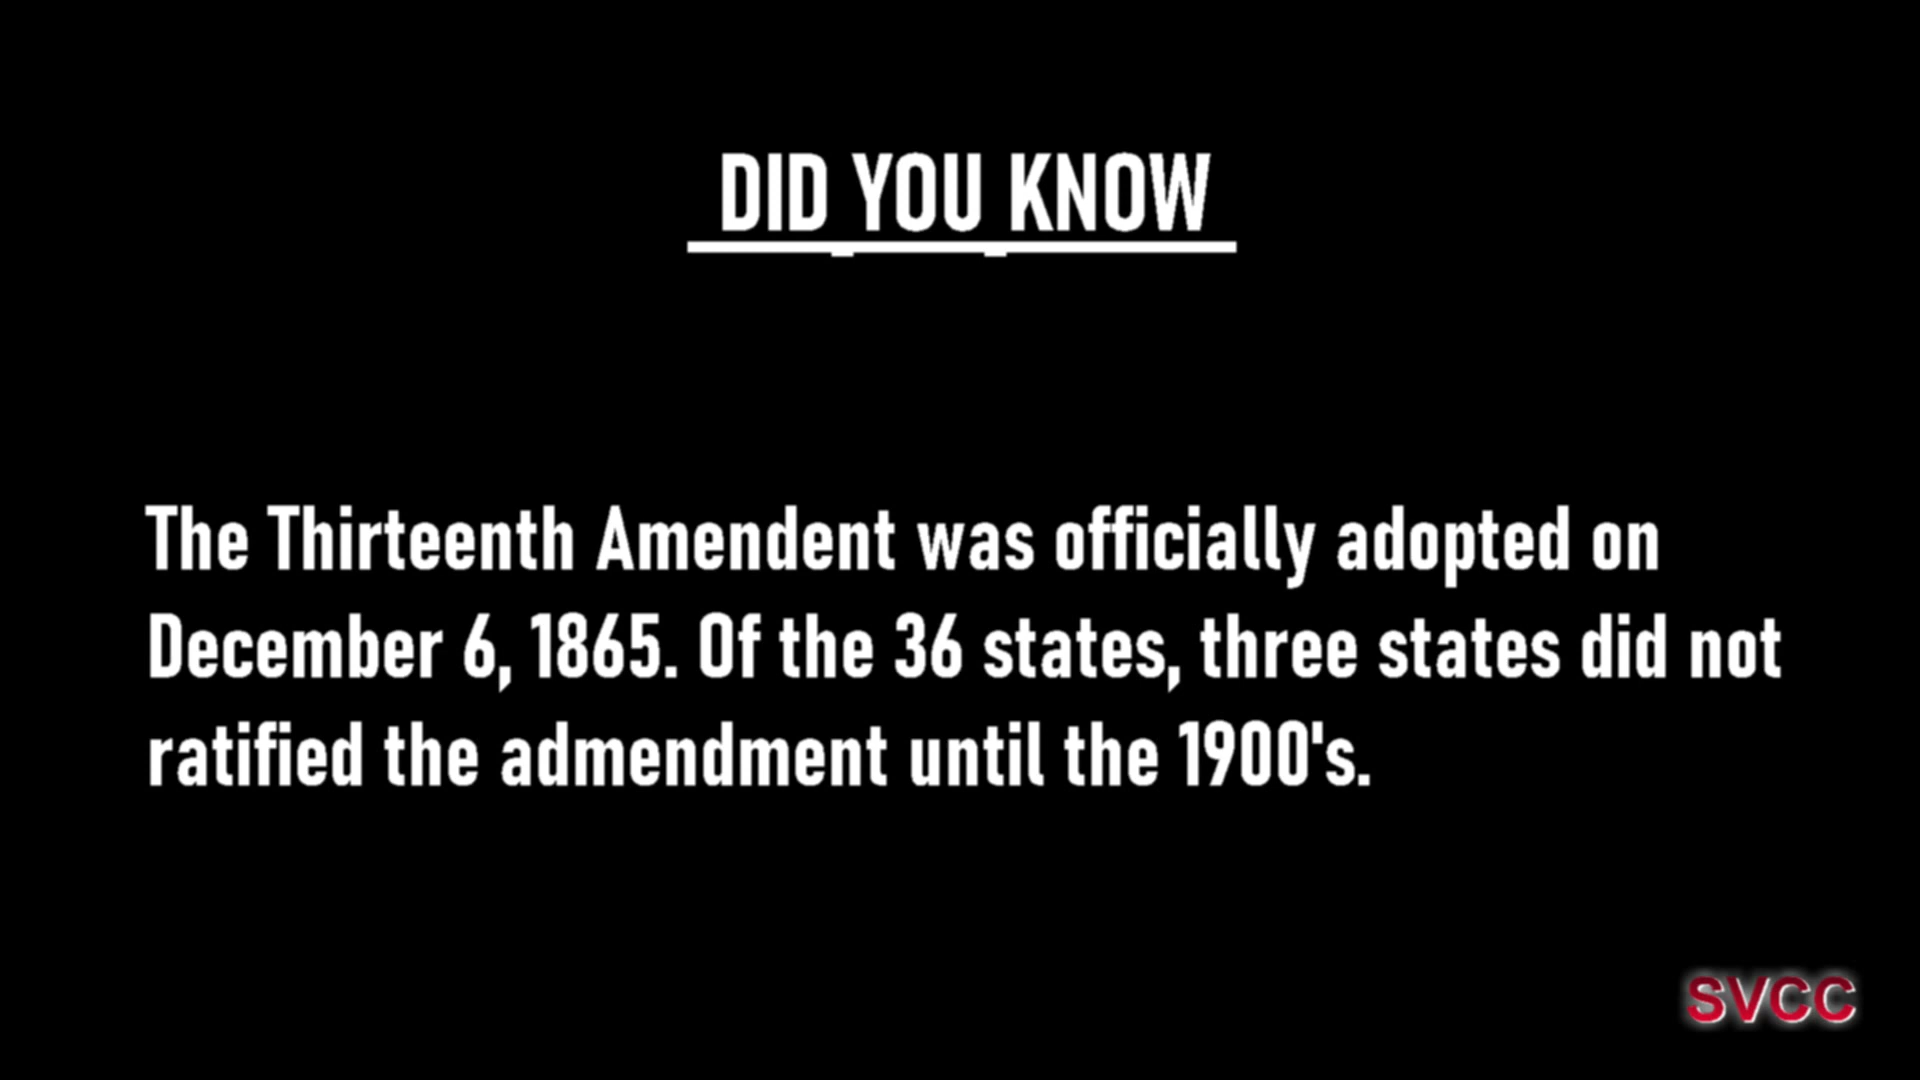 DID YOU KNOW
The Thirteenth Amendent was officially adopted on
December 6, 1865. Of the 36 states, three states did not
ratified the admendment until the 1900's.
SVCC